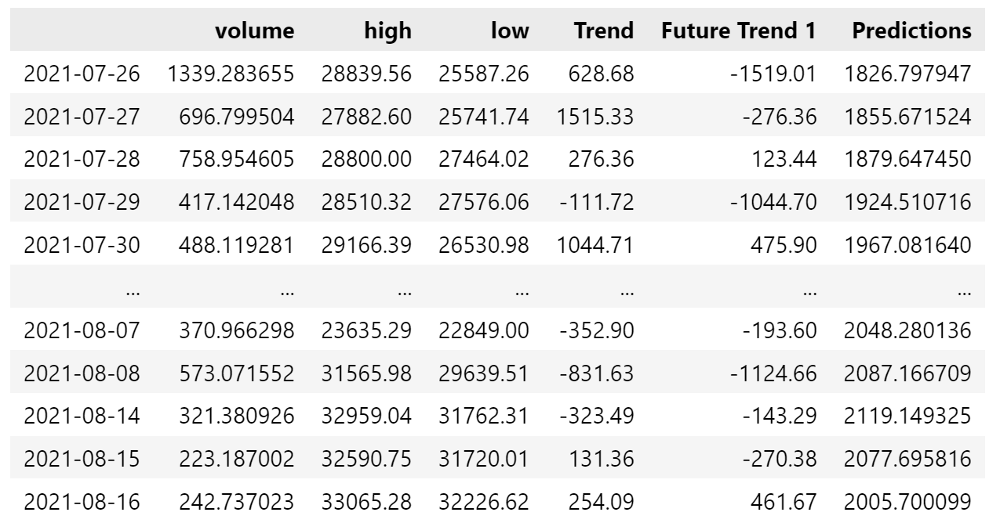 volume high low Trend Future Trend 1 Predictions
2021-07-26 1339.283655 28839.56 25587.26 628.68 -1519.01 1826.797947
2021-07-27 696.799504 27882.60 25741.74 1515.33 -276.36 1855.671524
2021-07-28 758.954605 28800.00 27464.02 276.36 123.44 1879.647450
2021-07-29 417.142048 28510.32 27576.06 -111.72 -1044.70 1924.510716
2021-07-30 488.119281 29166.39 26530.98 1044.71 475.90 1967.081640
... ... ... ... ... ... ...
2021-08-07 370.966298 23635.29 22849.00 -352.90 -193.60 2048.280136
2021-08-08 573.071552 31565.98 29639.51 -831.63 -1124.66 2087.166709
2021-08-14 321.380926 32959.04 31762.31 -323.49 -143.29 2119.149325
2021-08-15 223.187002 32590.75 31720.01 131.36 -270.38 2077.695816
2021-08-16 242.737023 33065.28 32226.62 254.09 461.67 2005.700099